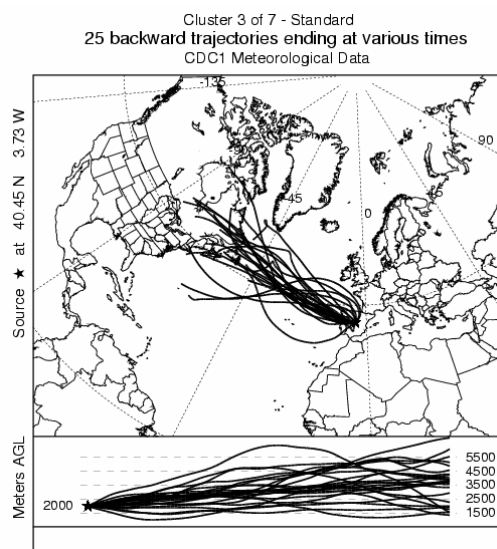 Cluster 3 of 7 - Standard
25 backward trajectories ending at various times
CDC1 Meteorological Data
Source ★ at 40.45 N 3.73 W
-135
90
-45
0
Meters AGL
2000
5500
4500
3500
2500
1500